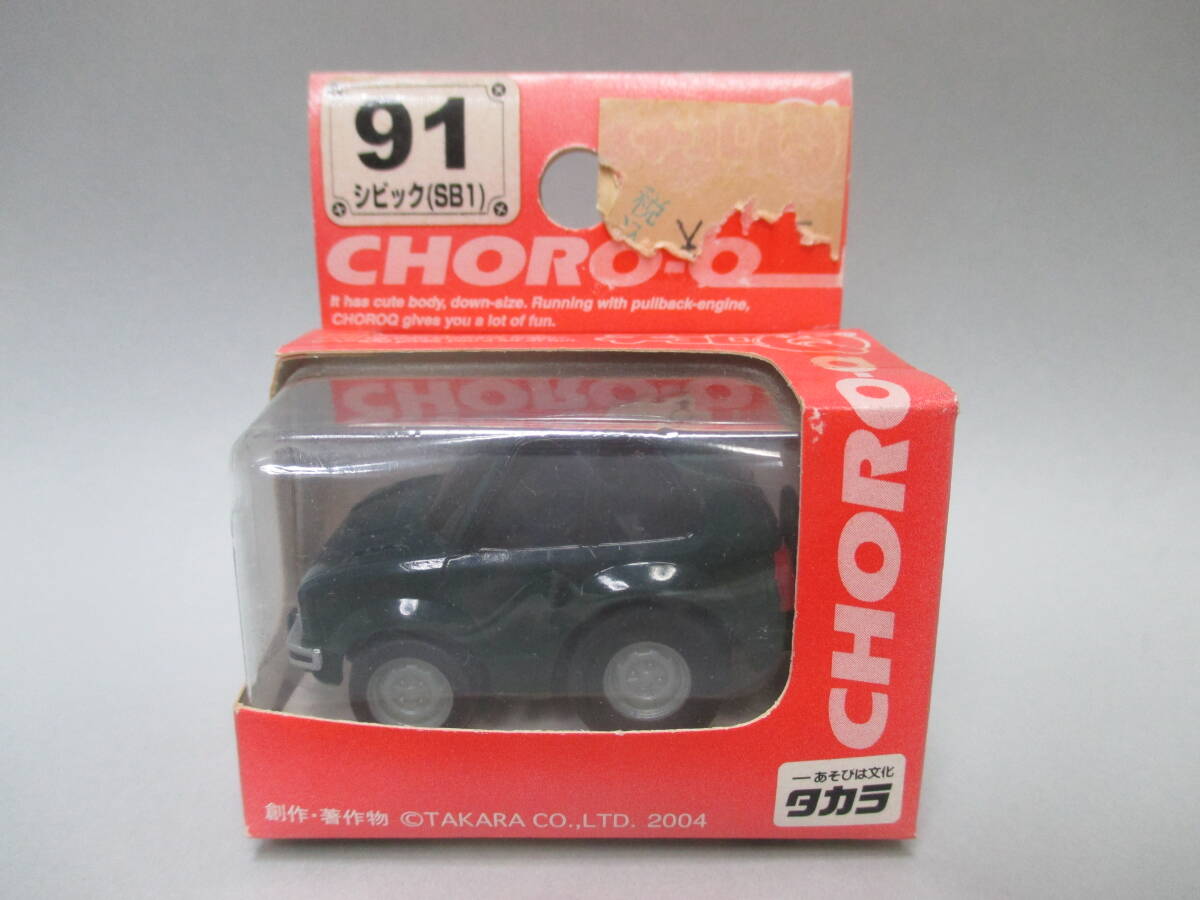 91
シビック(SB1)
税
¥
CHORO-Q
It has cute body, down-size. Running with pullback-engine,
CHOROQ gives you a lot of fun.
CHORO-Q
CHORO-Q
ーあそびは文化
タカラ
創作・著作物 ©TAKARA CO.,LTD. 2004